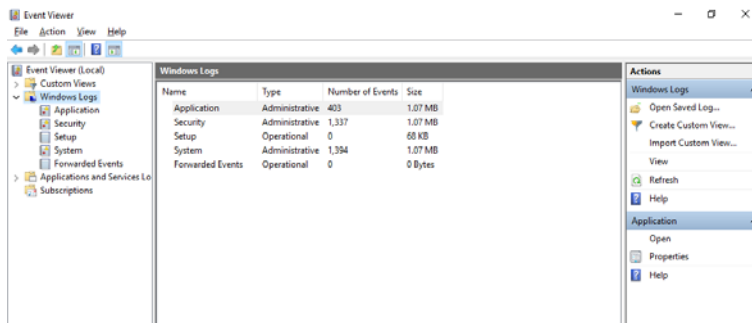 Event Viewer
File Action View Help
Event Viewer (Local)
Custom Views
Windows Logs
Application
Security
Setup
System
Forwarded Events
Applications and Services Lo
Subscriptions
Windows Logs
Name Type Number of Events Size
Application Administrative 403 1.07 MB
Security Administrative 1,337 1.07 MB
Setup Operational 0 68 KB
System Administrative 1,394 1.07 MB
Forwarded Events Operational 0 0 Bytes
Actions
Windows Logs
Open Saved Log...
Create Custom View...
Import Custom View...
View
Refresh
Help
Application
Open
Properties
Help